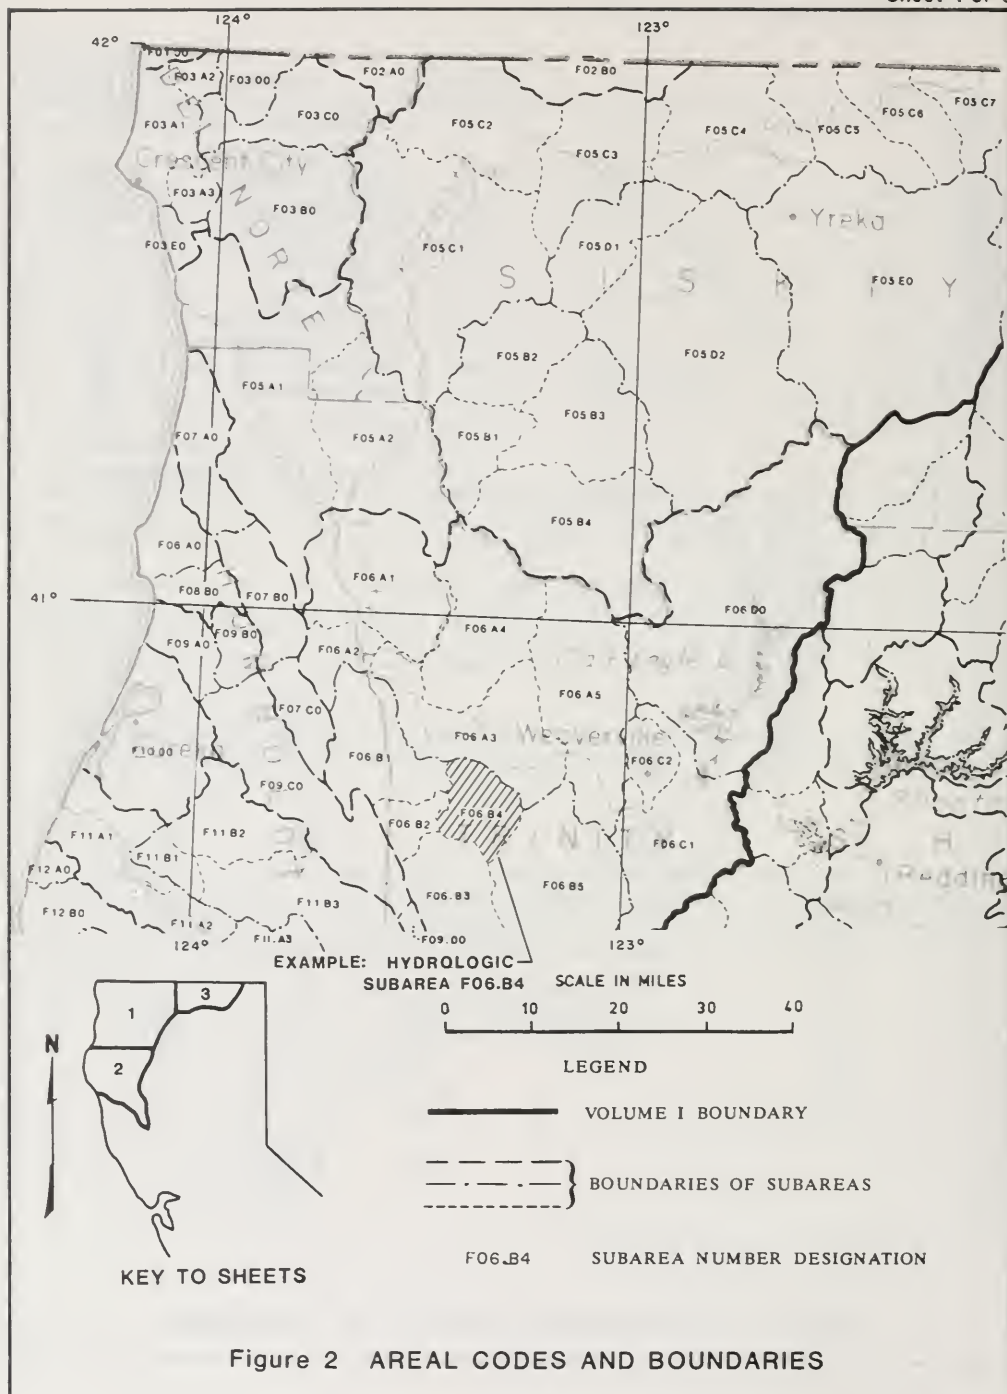 124°
123°
42°
F03 A2
F03 00
F02 A0
F02 B0
F05 C7
F05 C6
F03 A1
F03 C0
F05 C2
F05 C4
F05 C5
Crescent City
F05 C3
F03 A3
F03 B0
Yreka
F03 E0
F05 C1
F05 D1
F05 E0
F05 B2
F05 D2
F05 A1
F05 B3
F07 A0
F05 A2
F05 B1
F05 B4
F06 A0
F06 A1
F08 B0
F07 B0
41°
F06 D0
F09 B0
F06 A4
F09 A0
F06 A2
F06 A5
F07 C0
F06 A3
Weaverville
F10 00
F06 B1
F06 C2
F09 C0
F06 B4
F06 B2
F11 A1
F11 B2
F06 C1
F11 B1
F12 A0
F06 B5
F06 B3
F11 B3
F12 B0
F11 A2
F11.A3
F09.00
124°
123°
EXAMPLE: HYDROLOGIC
SUBAREA F06.B4
SCALE IN MILES
0 10 20 30 40
1
3
2
N
KEY TO SHEETS
LEGEND
VOLUME I BOUNDARY
BOUNDARIES OF SUBAREAS
F06.B4 SUBAREA NUMBER DESIGNATION
Figure 2 AREAL CODES AND BOUNDARIES